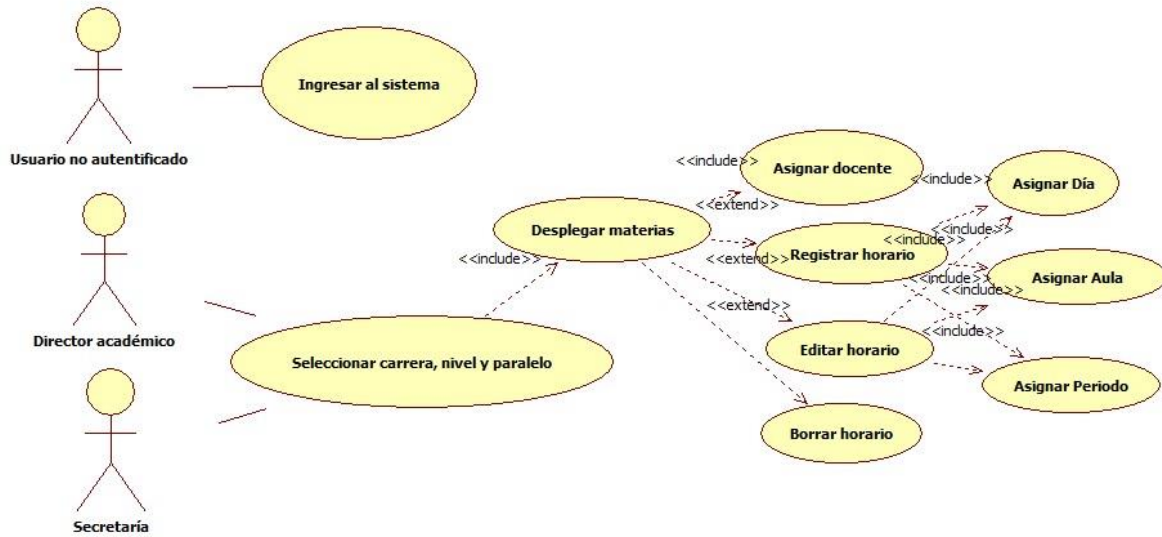 Ingresar al sistema
Usuario no autentificado
<<include>>
Asignar docente
<<include>>
Asignar Día
<<extend>>
Desplegar materias
<<include>>
<<include>>
<<include>>
<<extend>>
Registrar horario
<<include>>
<<include>>
Asignar Aula
<<extend>>
Director académico
Editar horario
<<include>>
Seleccionar carrera, nivel y paralelo
Asignar Periodo
Borrar horario
Secretaría